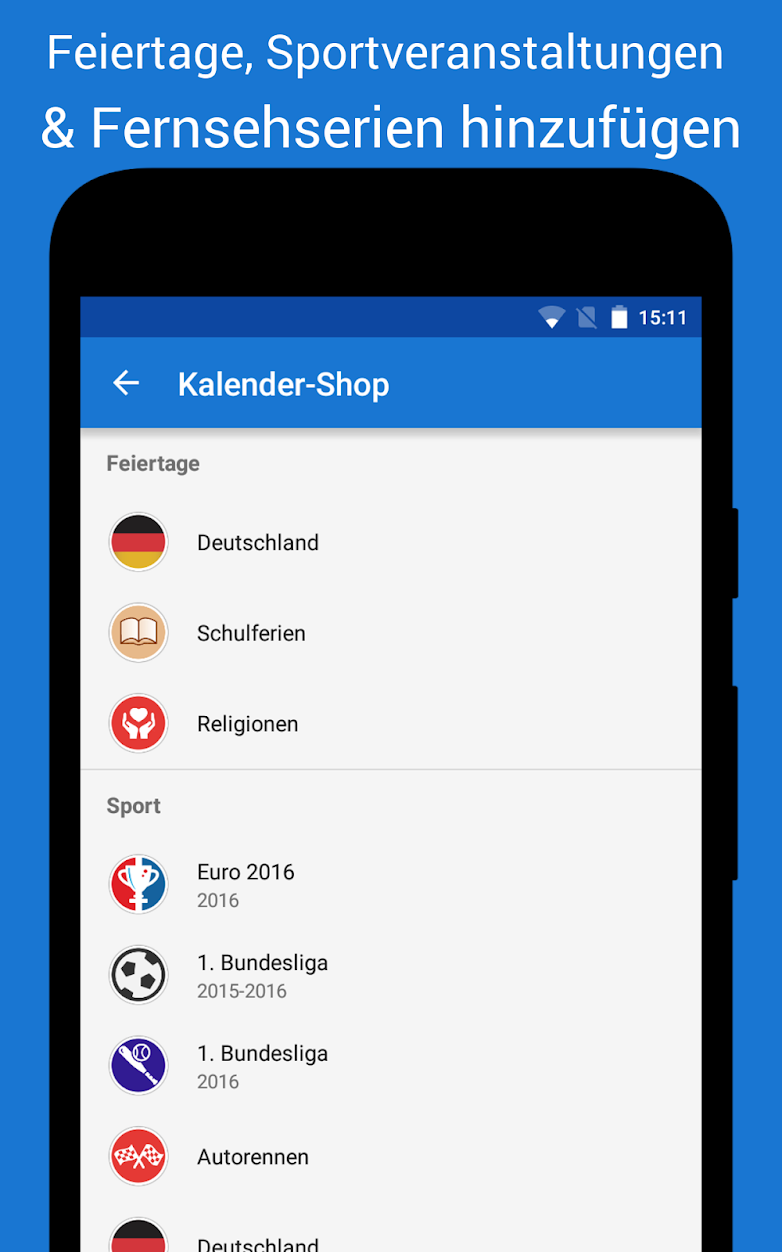 Feiertage, Sportveranstaltungen
& Fernsehserien hinzufügen
15:11
Kalender-Shop
Feiertage
Deutschland
Schulferien
Religionen
Sport
Euro 2016
2016
1. Bundesliga
2015-2016
1. Bundesliga
2016
Autorennen
Deutschland